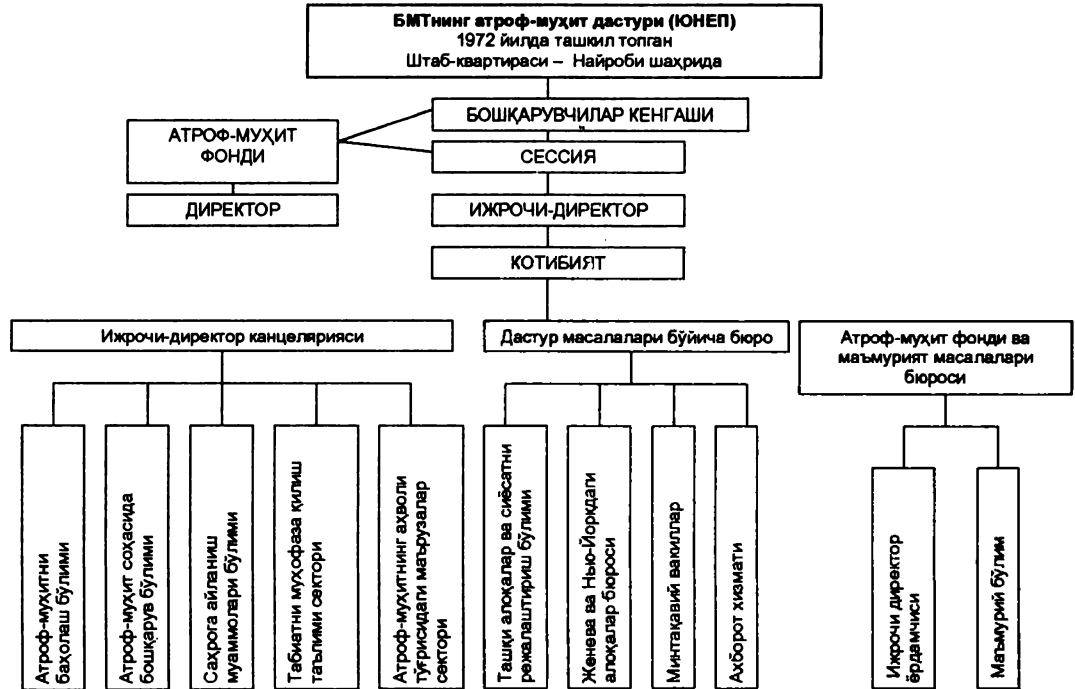 БМТнинг атроф-муҳит дастури (ЮНЕП)
1972 йилда ташкил топган
Штаб-квартираси – Найроби шаҳрида
БОШҚАРУВЧИЛАР КЕНГАШИ
АТРОФ-МУҲИТ
ФОНДИ
СЕССИЯ
ДИРЕКТОР
ИЖРОЧИ-ДИРЕКТОР
КОТИБИЯТ
Ижрочи-директор канцелярияси
Дастур масалалари бўйича бюро
Атроф-муҳит фонди ва
маъмурият масалалари
бюроси
Атроф-муҳитни
баҳолаш бўлими
Атроф-муҳит соҳасида
бошқарув бўлими
Саҳрога айланиш
муаммолари бўлими
Табиатни муҳофаза қилиш
таълими сектори
Атроф-муҳитнинг аҳволи
тўғрисидаги маърузалар
сектори
Ташқи алоқалар ва сиёсатни
режалаштириш бўлими
Женева ва Нью-Йоркдаги
алоқалар бюроси
Минтақавий вакиллар
Ахборот хизмати
Ижрочи директор
ёрдамчиси
Маъмурий бўлим